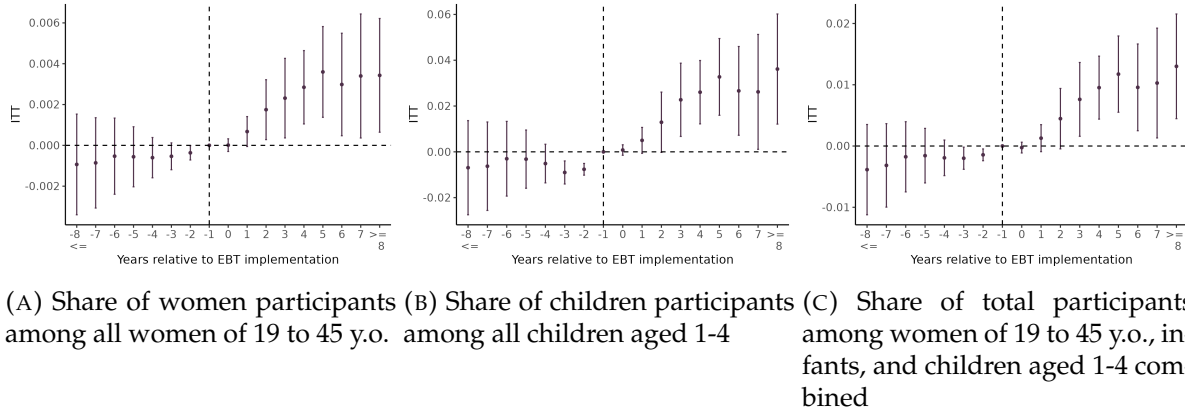 0.006
0.004
0.002
0.000
-0.002
ITT
-8 -7 -6 -5 -4 -3 -2 -1 0 1 2 3 4 5 6 7 >=
<= 8
Years relative to EBT implementation
(A) Share of women participants
among all women of 19 to 45 y.o.
0.06
0.04
0.02
0.00
-0.02
ITT
-8 -7 -6 -5 -4 -3 -2 -1 0 1 2 3 4 5 6 7 >=
<= 8
Years relative to EBT implementation
(B) Share of children participants
among all children aged 1-4
0.02
0.01
0.00
-0.01
ITT
-8 -7 -6 -5 -4 -3 -2 -1 0 1 2 3 4 5 6 7 >=
<= 8
Years relative to EBT implementation
(C) Share of total participants
among women of 19 to 45 y.o., in-
fants, and children aged 1-4 com-
bined